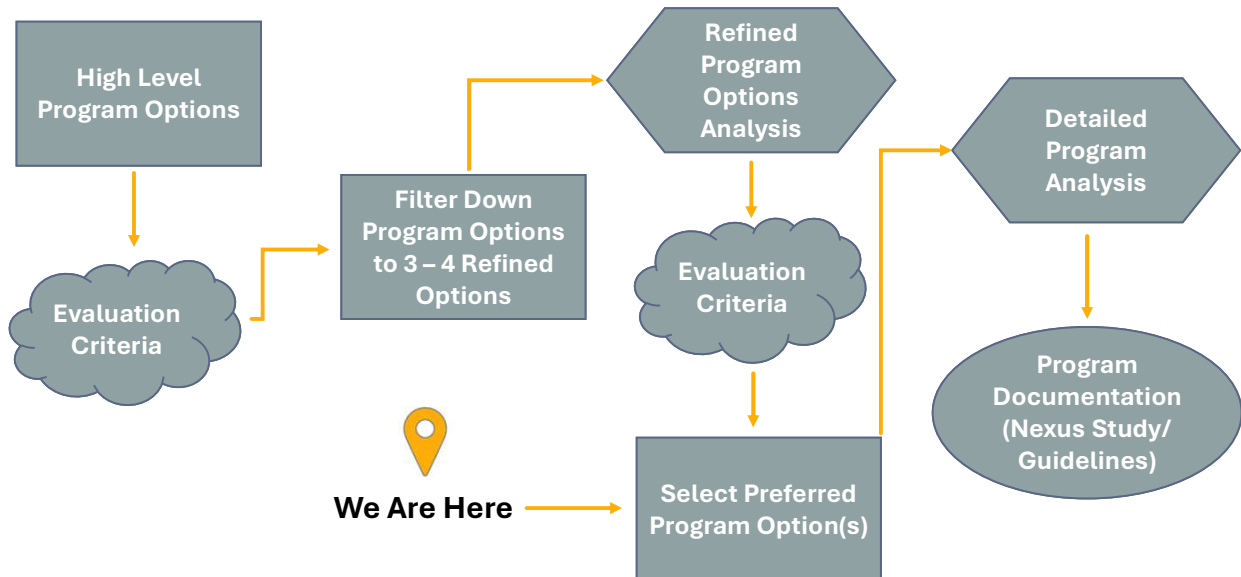 High Level
Program Options
Evaluation
Criteria
Filter Down
Program Options
to 3 – 4 Refined
Options
Refined
Program
Options
Analysis
Evaluation
Criteria
We Are Here
Select Preferred
Program Option(s)
Detailed
Program
Analysis
Program
Documentation
(Nexus Study/
Guidelines)